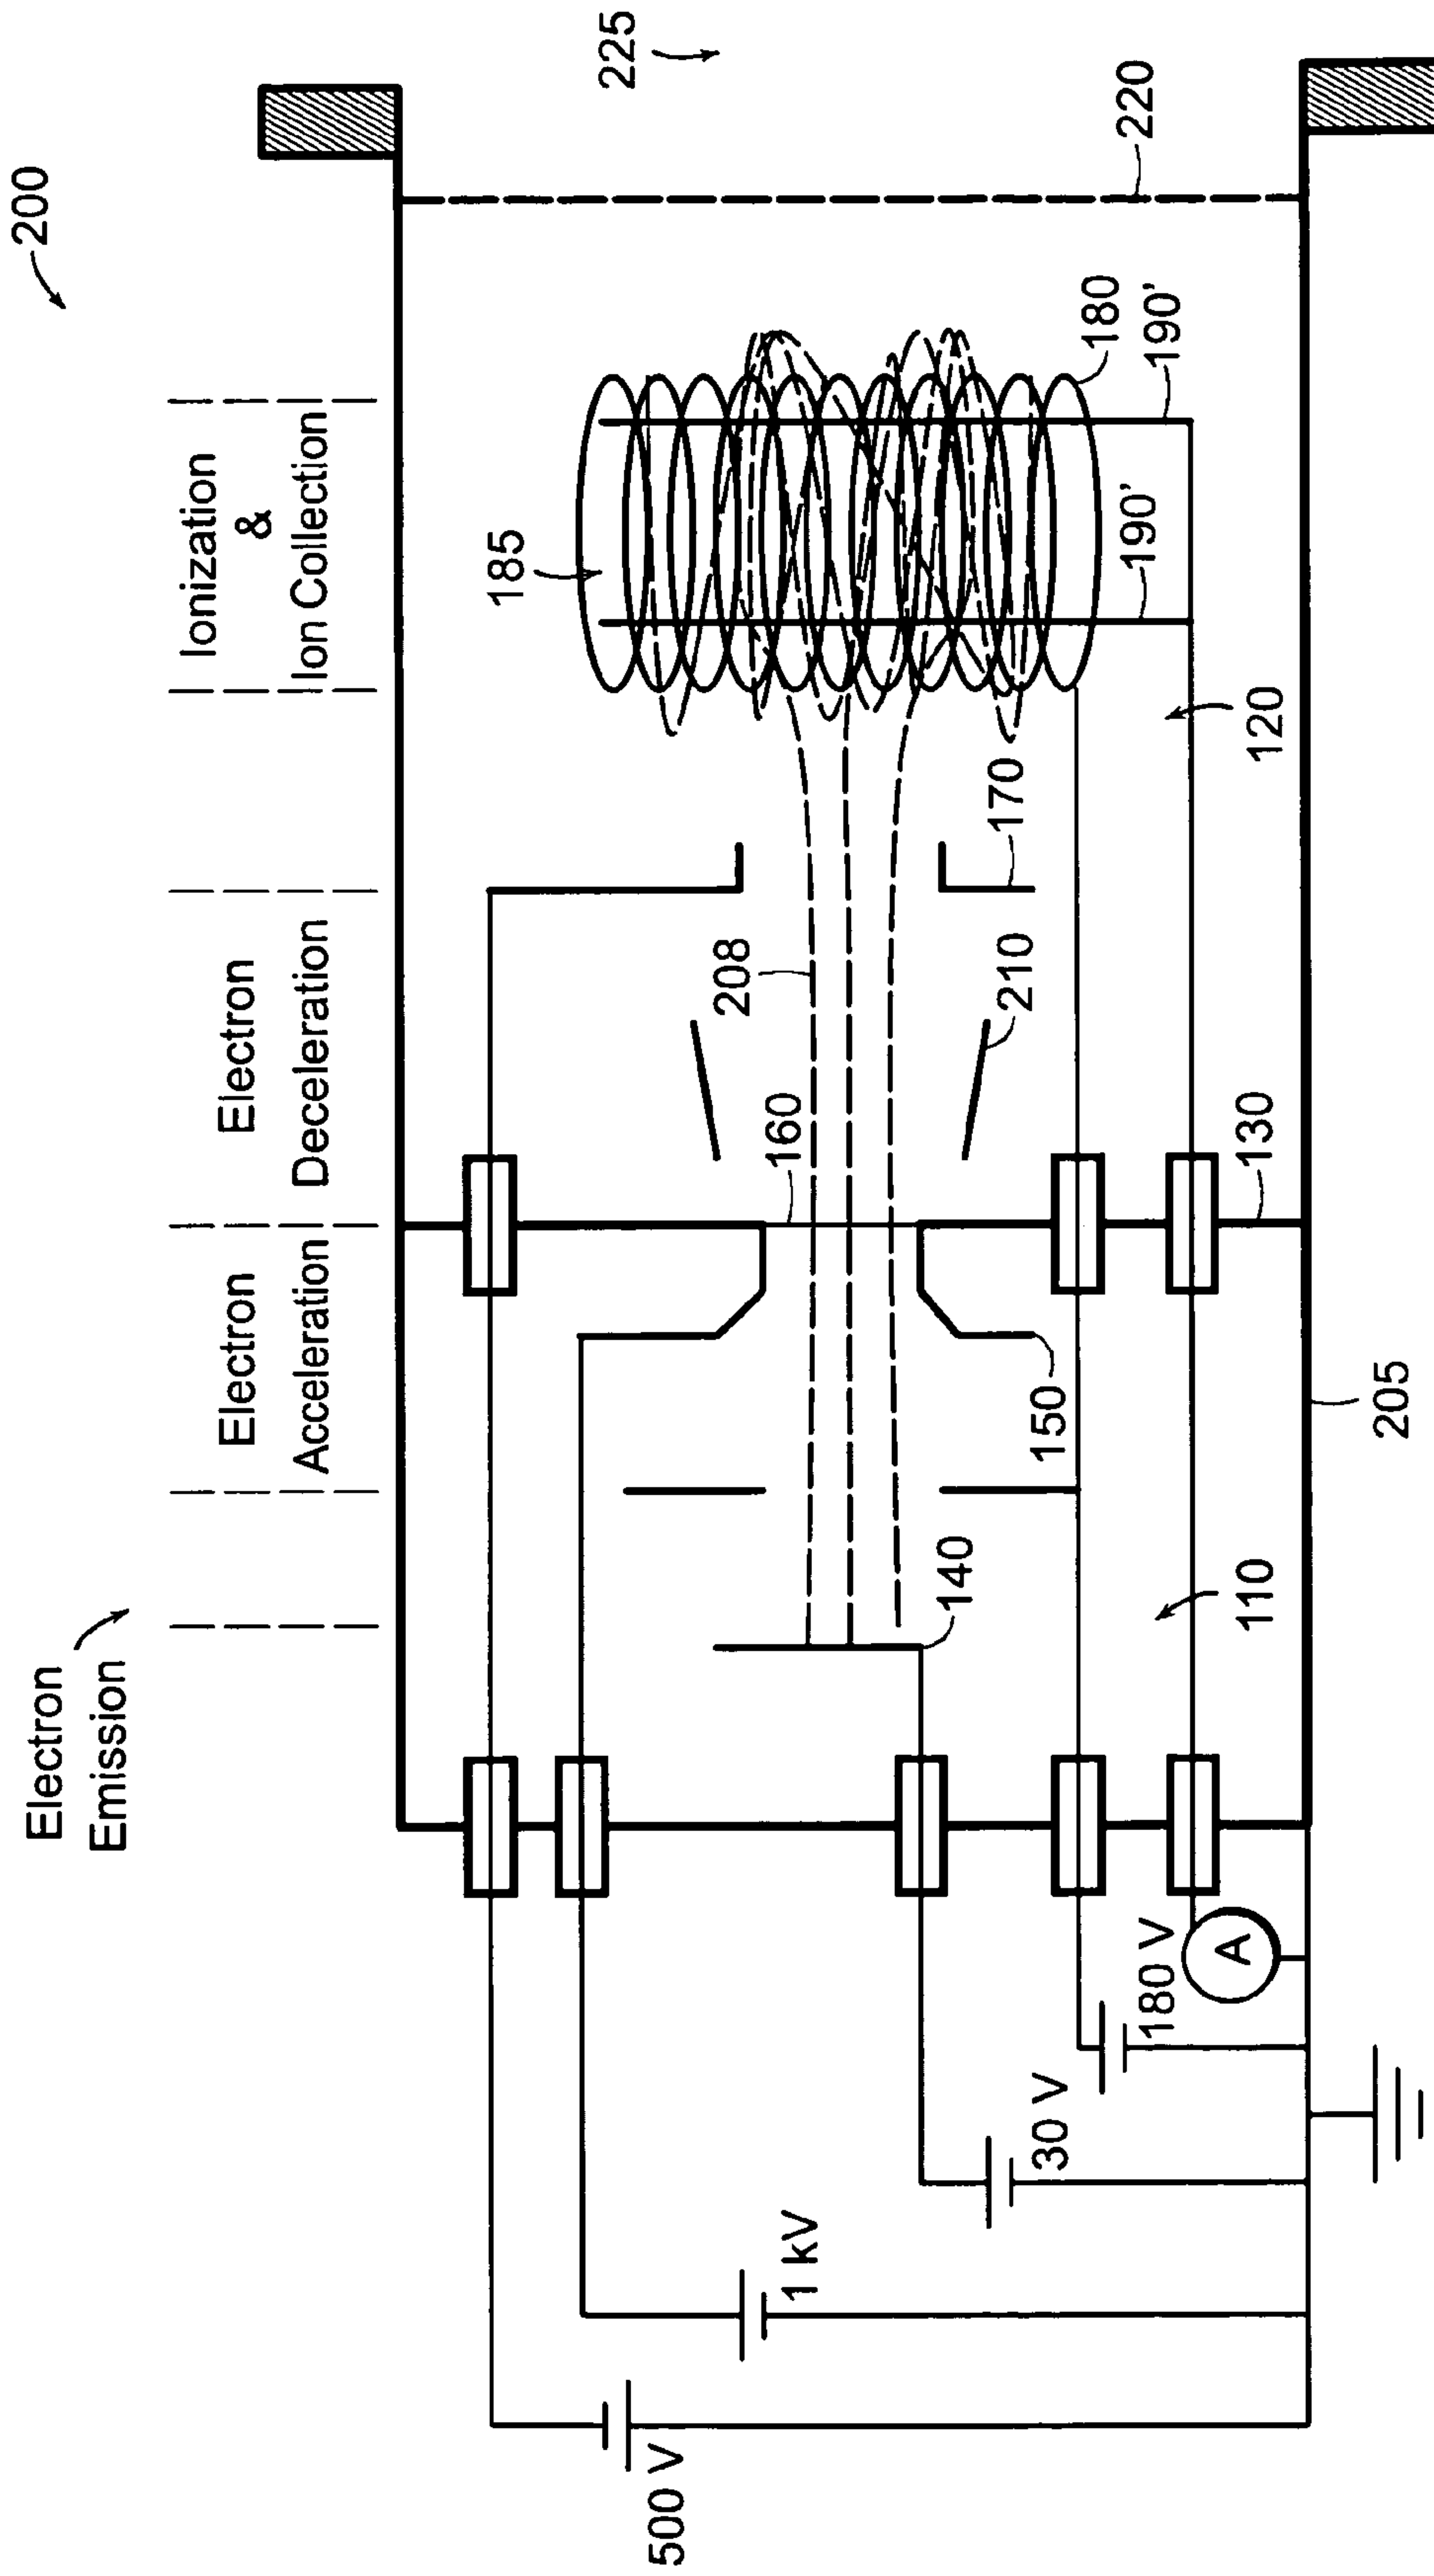 200
225
Electron
Emission
Electron
Acceleration
Electron
Deceleration
Ionization
&
Ion Collection
185
208
160
210
170
180
190'
190'
220
120
130
150
140
110
205
500 V
1 kV
30 V
180 V
A